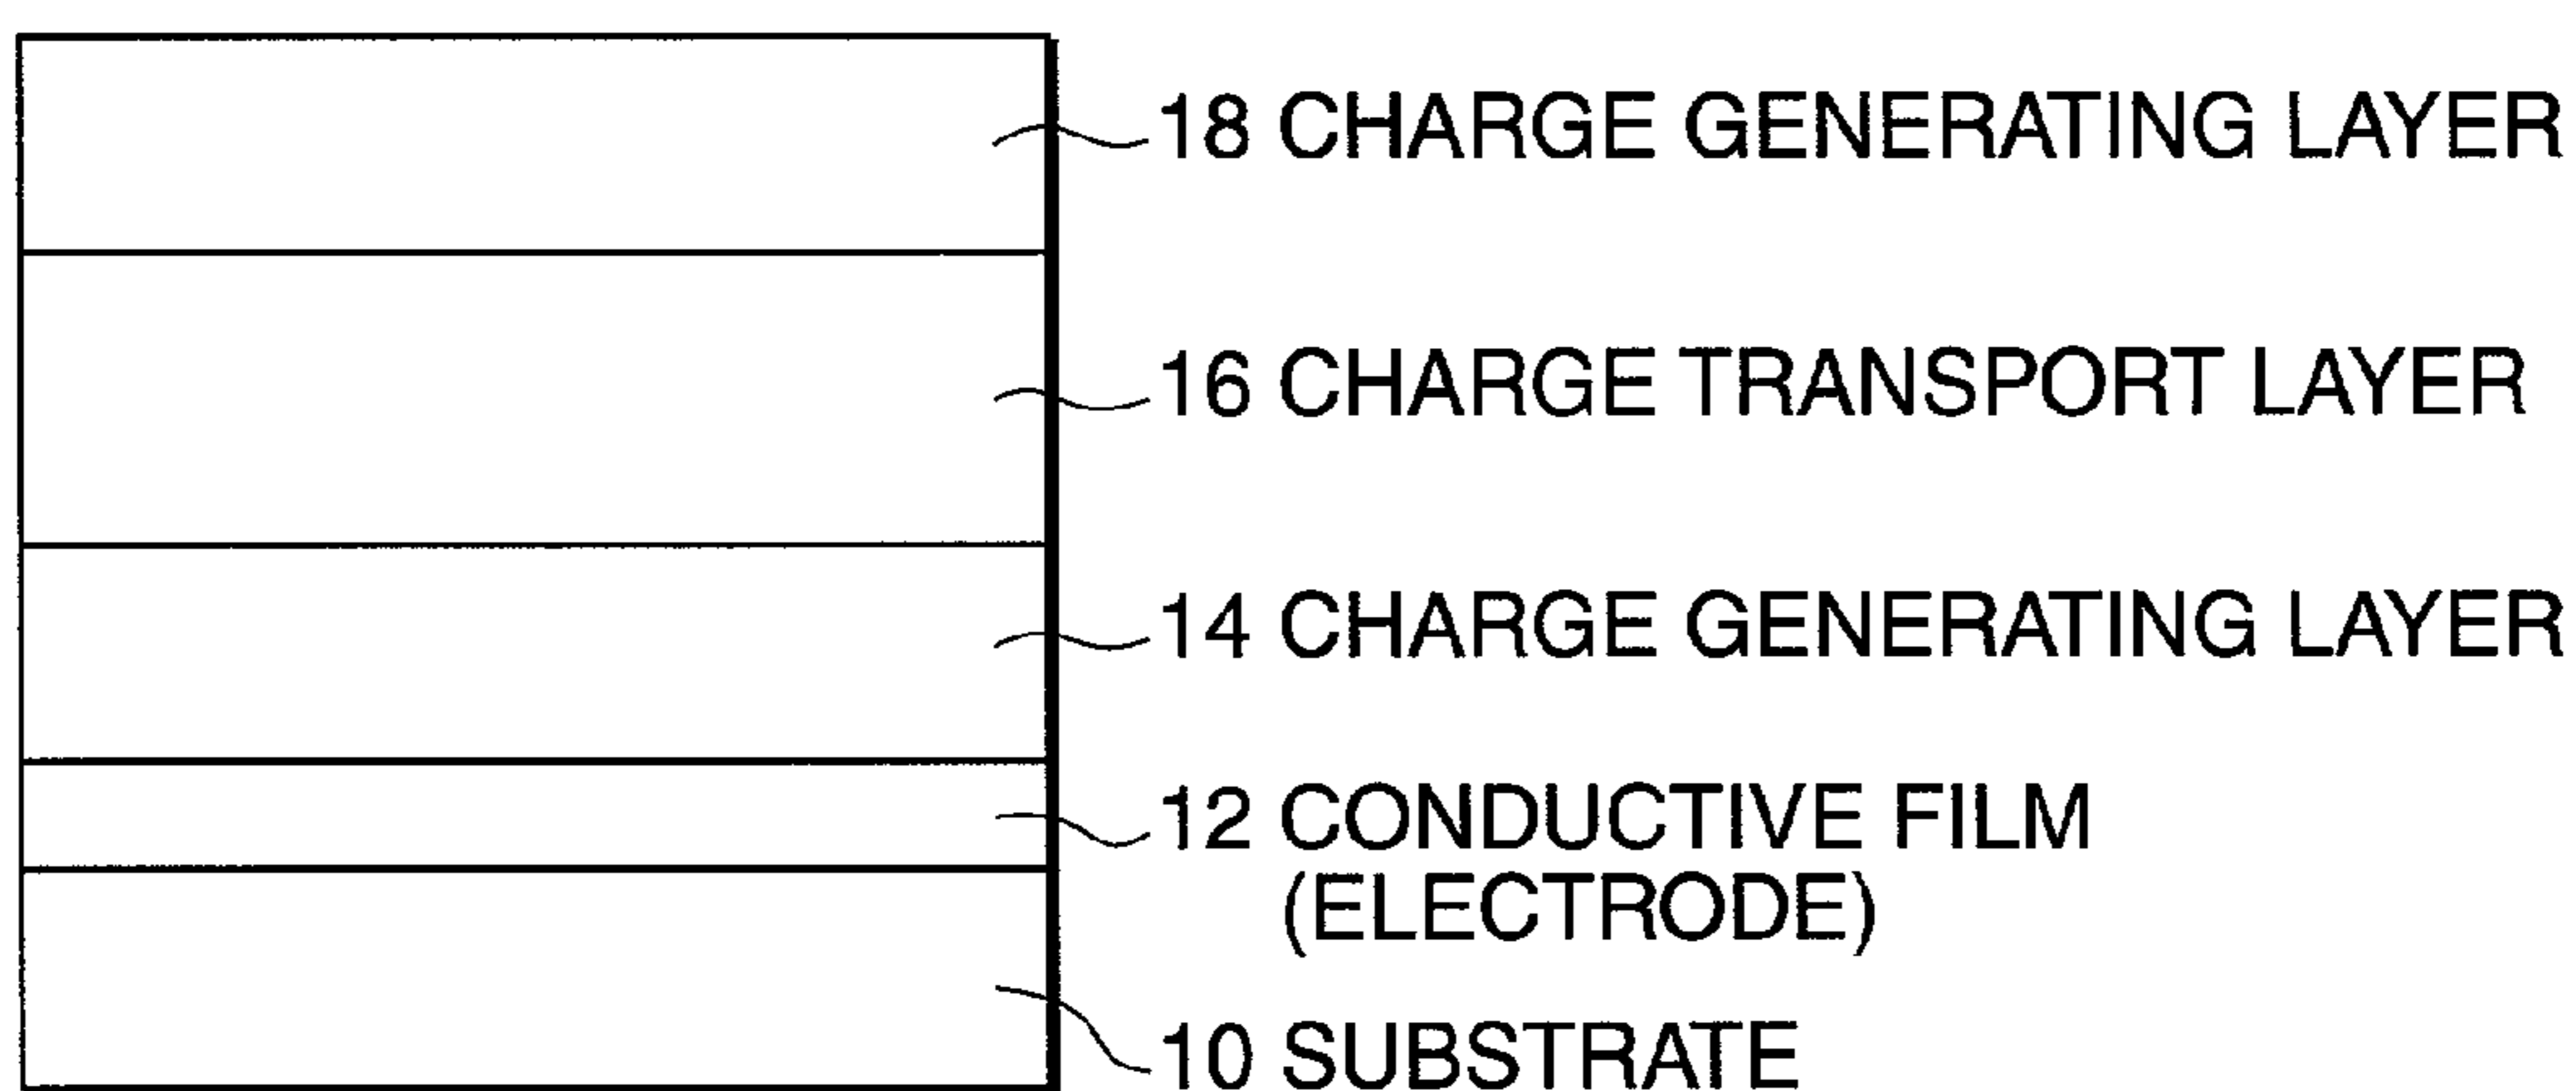 18 CHARGE GENERATING LAYER
16 CHARGE TRANSPORT LAYER
14 CHARGE GENERATING LAYER
12 CONDUCTIVE FILM
(ELECTRODE)
10 SUBSTRATE